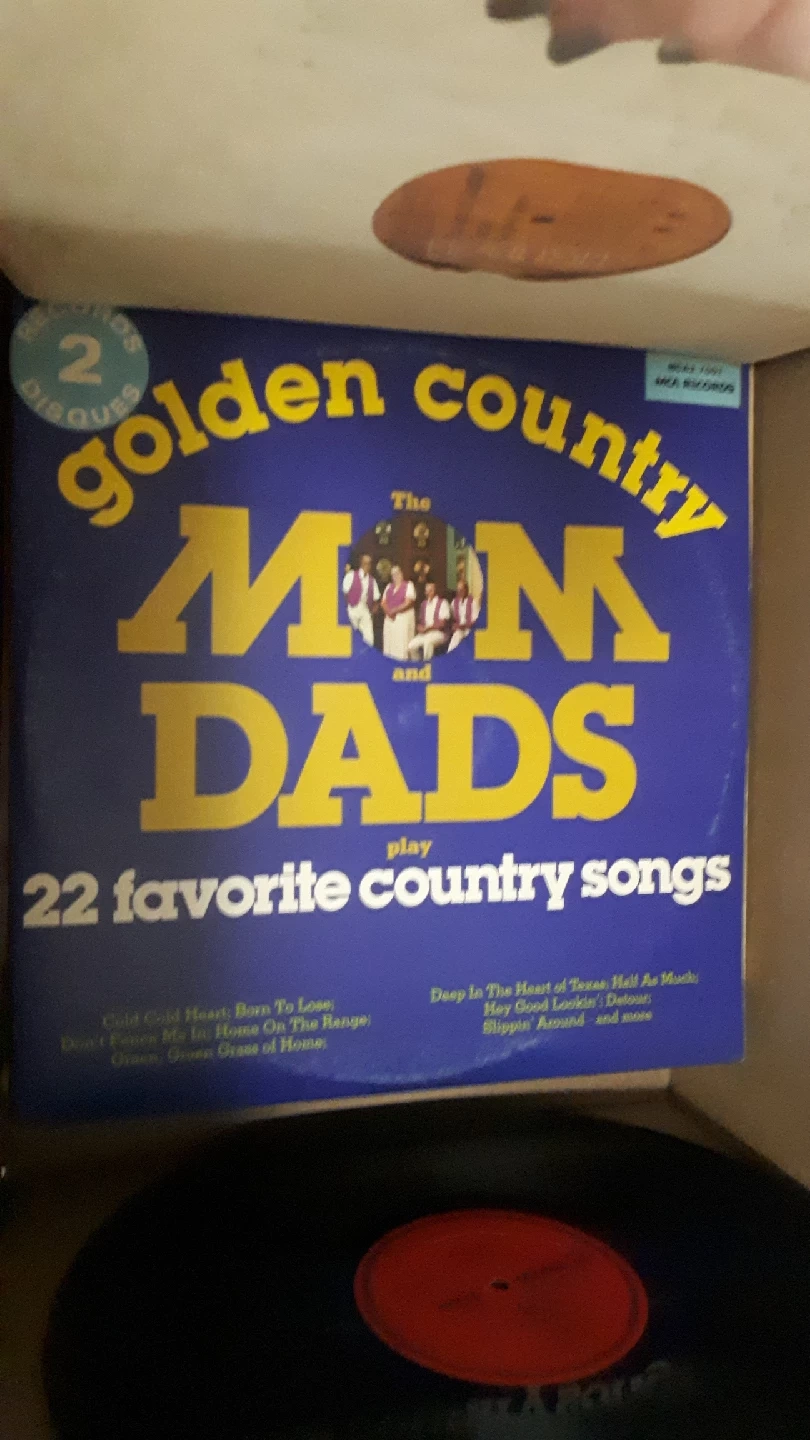 RECORDS
2
DISQUES
MCA RECORDS
golden country
The
MOM
and
DADS
play
22 favorite country songs
Cold Cold Heart; Born To Lose;
Don't Fence Me In; Home On The Range;
Green, Green Grass of Home;
Deep In The Heart of Texas; Half As Much;
Hey Good Lookin'; Detour;
Slippin' Around - and more